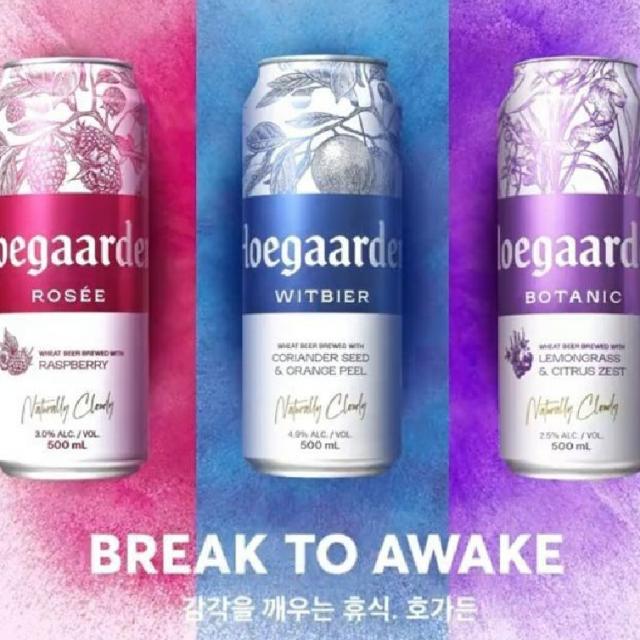 oegaarden
ROSÉE
WHEAT BEER BREWED WITH
RASPBERRY
Naturally Cloudy
3.0% ALC. / VOL.
500 mL
Hoegaarden
WITBIER
WHEAT BEER BREWED WITH
CORIANDER SEED
& ORANGE PEEL
Naturally Cloudy
4.9% ALC. / VOL.
500 mL
Hoegaard
BOTANIC
WHEAT BEER BREWED WITH
LEMONGRASS
& CITRUS ZEST
Naturally Cloudy
2.5% ALC. / VOL.
500 mL
BREAK TO AWAKE
감각을 깨우는 휴식. 호가든